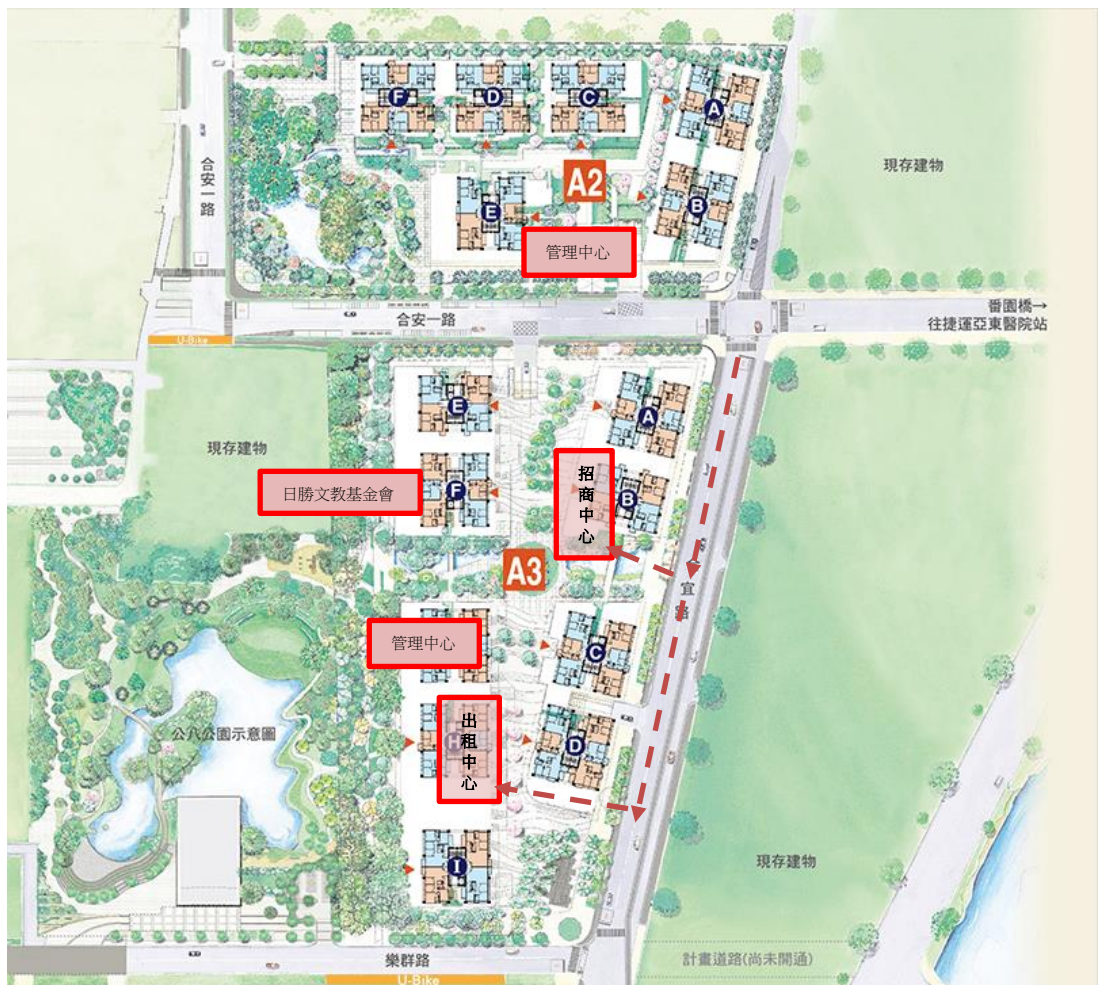 F
D
C
A
合安一路
現存建物
A2
B
E
管理中心
番園橋→
往捷運亞東醫院站
合安一路
U-Bike
E
A
現存建物
招商中心
日勝文教基金會
F
B
A3
宜
路
管理中心
C
出租中心
H
D
公八公園示意圖
I
現存建物
樂群路
計畫道路(尚未開通)
U-Bike